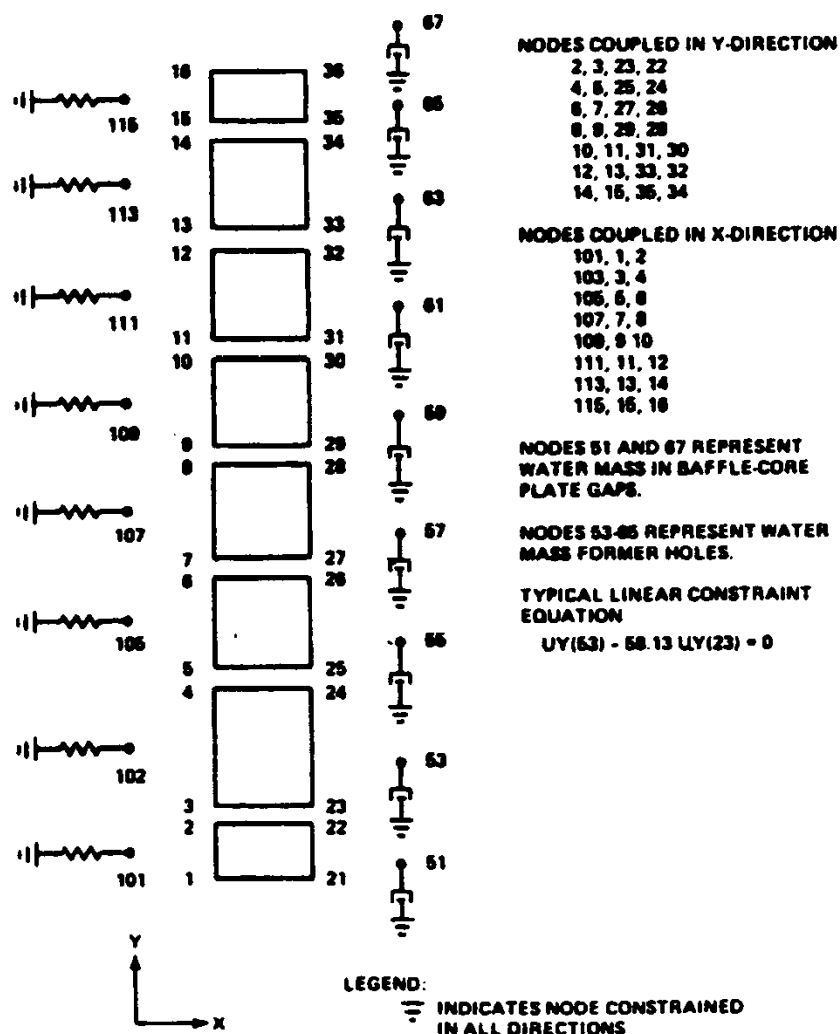 67
16 36
65
115
15 35
14 34
113
63
13 33
12 32
111
61
11 31
10 30
109
59
9 29
8 28
107
57
7 27
6 26
105
55
5 25
4 24
102
53
3 23
2 22
101
51
1 21
Y
X
NODES COUPLED IN Y-DIRECTION
2, 3, 23, 22
4, 5, 25, 24
6, 7, 27, 26
8, 9, 29, 28
10, 11, 31, 30
12, 13, 33, 32
14, 15, 35, 34
NODES COUPLED IN X-DIRECTION
101, 1, 2
103, 3, 4
105, 5, 6
107, 7, 8
109, 9 10
111, 11, 12
113, 13, 14
115, 15, 16
NODES 51 AND 67 REPRESENT
WATER MASS IN BAFFLE-CORE
PLATE GAPS.
NODES 53-65 REPRESENT WATER
MASS FORMER HOLES.
TYPICAL LINEAR CONSTRAINT
EQUATION
UY(53) - 58.13 UY(23) = 0
LEGEND:
INDICATES NODE CONSTRAINED
IN ALL DIRECTIONS